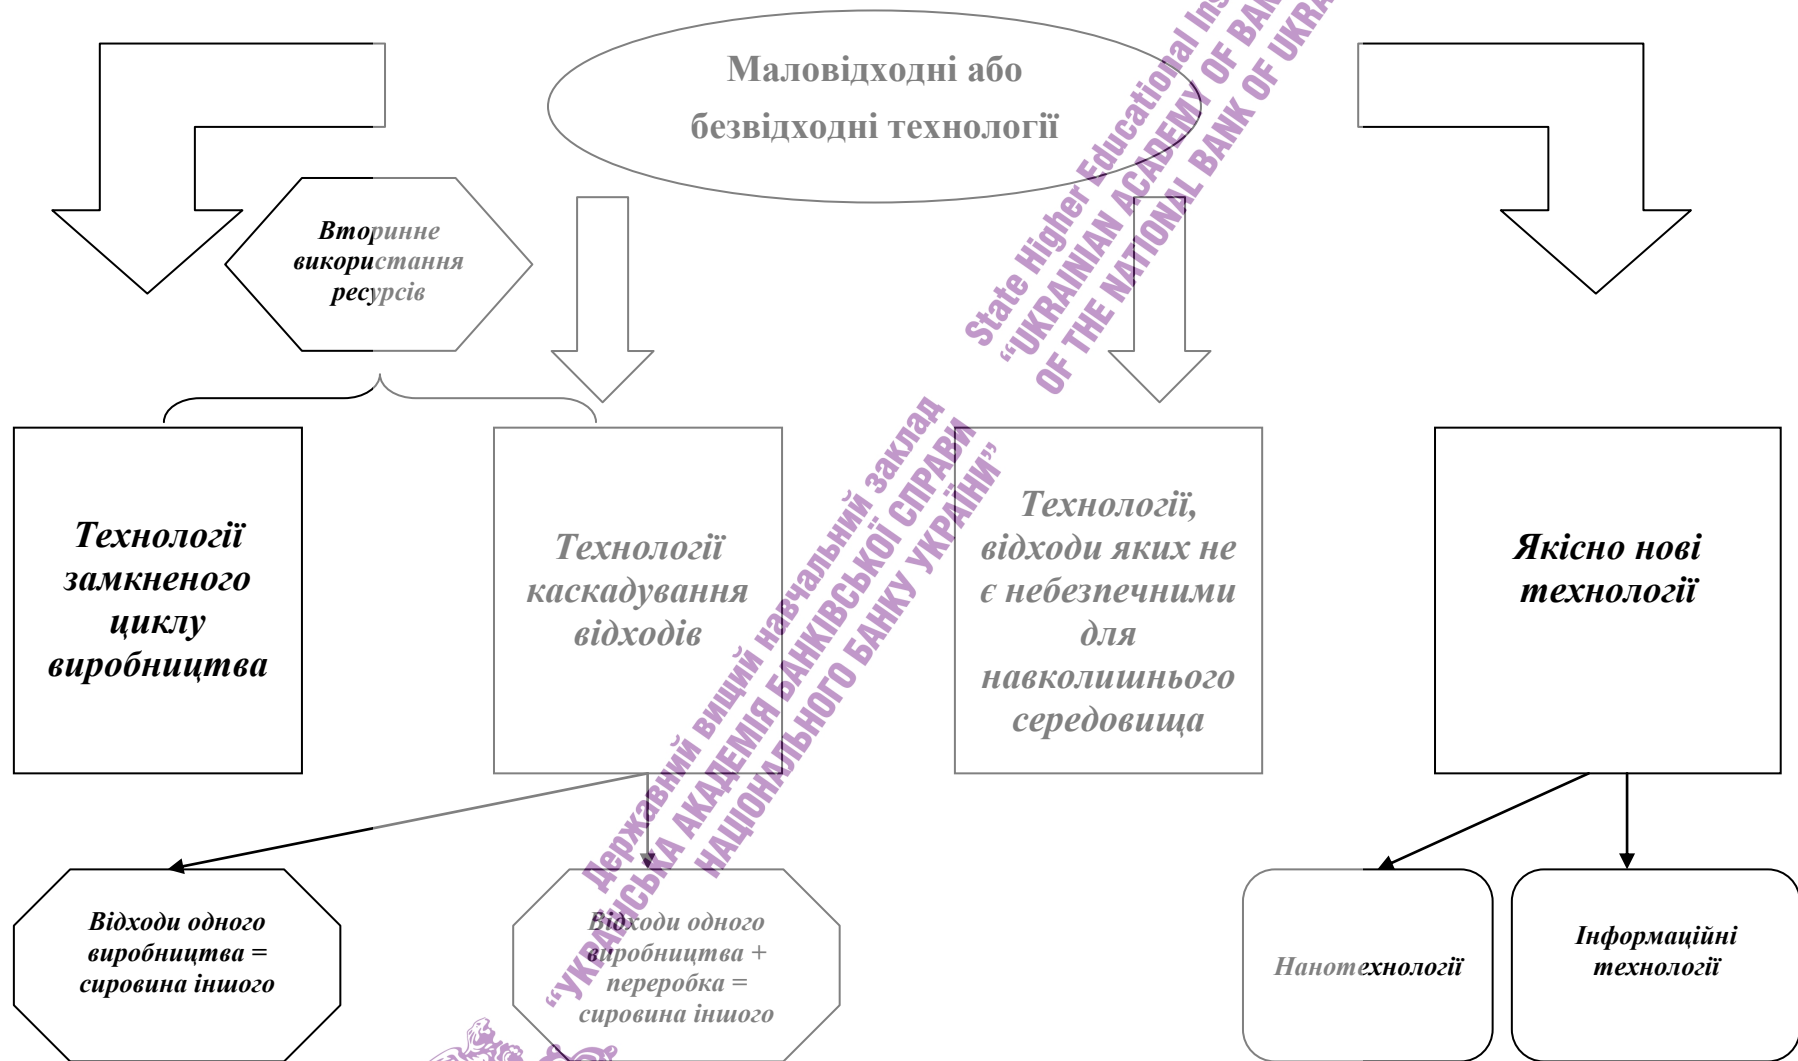 Маловідходні або
безвідходні технології
Вторинне
використання
ресурсів
Технології
замкненого
циклу
виробництва
Технології
каскадування
відходів
Технології,
відходи яких не
є небезпечними
для
навколишнього
середовища
Якісно нові
технології
Відходи одного
виробництва =
сировина іншого
Відходи одного
виробництва +
переробка =
сировина іншого
Нанотехнології
Інформаційні
технології
Державний вищий навчальний заклад
“УКРАЇНСЬКА АКАДЕМІЯ БАНКІВСЬКОЇ СПРАВИ
НАЦІОНАЛЬНОГО БАНКУ УКРАЇНИ”
State Higher Educational
“UKRAINIAN ACADEMY OF
OF THE NATIONAL BANK OF